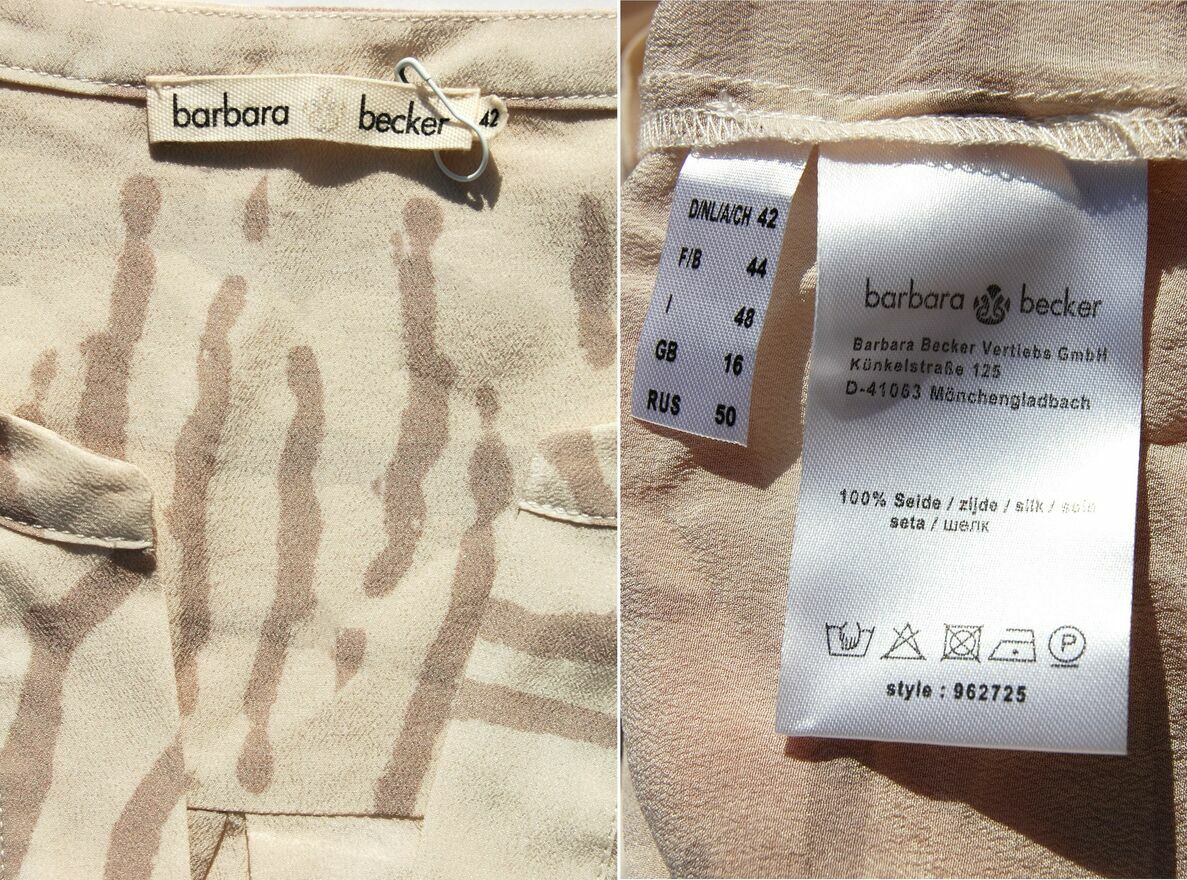 barbara becker 42
D/NL/A/CH 42
F/B 44
I 48
GB 16
RUS 50
barbara becker
Barbara Becker Vertiebs GmbH
Künkelstraße 125
D-41063 Mönchengladbach
100% Seide / zijde / silk / soie
seta / шелк
P
style : 962725